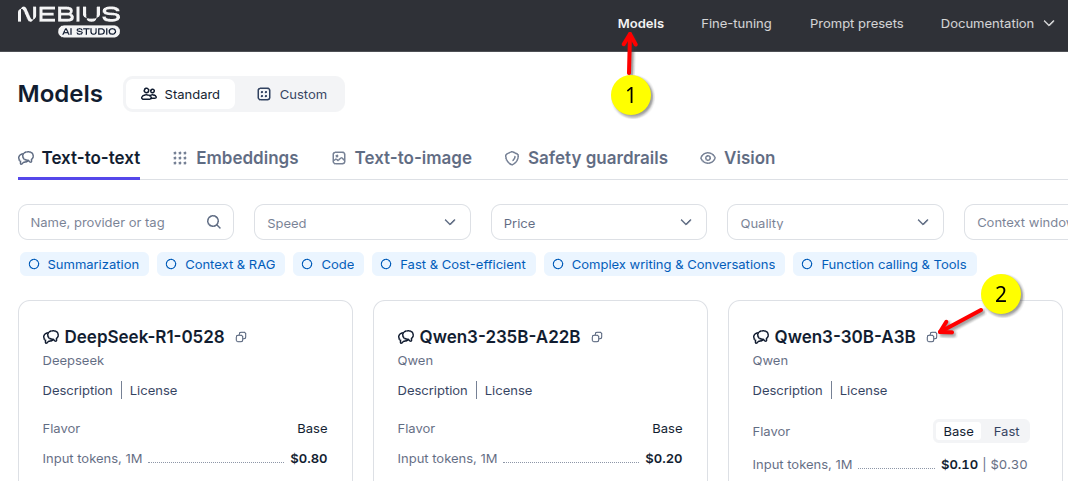 NEBIUS
AI STUDIO
Models Fine-tuning Prompt presets Documentation
1
Models Standard Custom
Text-to-text Embeddings Text-to-image Safety guardrails Vision
Name, provider or tag Speed Price Quality Context window
Summarization Context & RAG Code Fast & Cost-efficient Complex writing & Conversations Function calling & Tools
2
DeepSeek-R1-0528 Qwen3-235B-A22B Qwen3-30B-A3B
Deepseek Qwen Qwen
Description | License Description | License Description | License
Flavor Base Flavor Base Flavor Base Fast
Input tokens, 1M $0.80 Input tokens, 1M $0.20 Input tokens, 1M $0.10 | $0.30